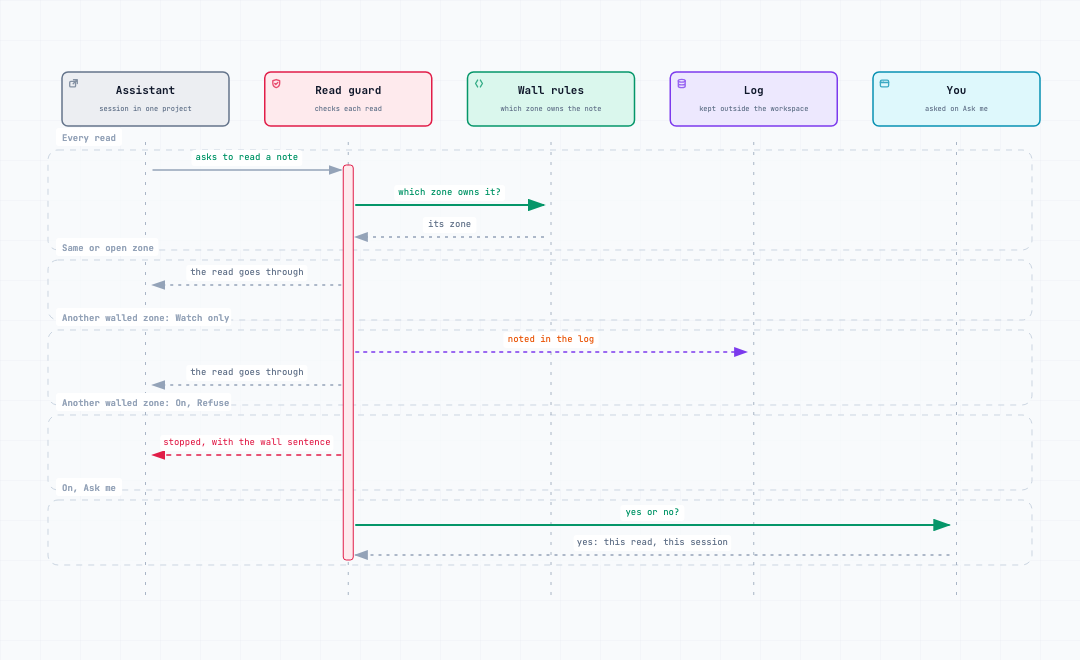 Assistant
session in one project
Read guard
checks each read
Wall rules
which zone owns the note
Log
kept outside the workspace
You
asked on Ask me
Every read
asks to read a note
which zone owns it?
its zone
Same or open zone
the read goes through
Another walled zone: Watch only
noted in the log
the read goes through
Another walled zone: On, Refuse
stopped, with the wall sentence
On, Ask me
yes or no?
yes: this read, this session